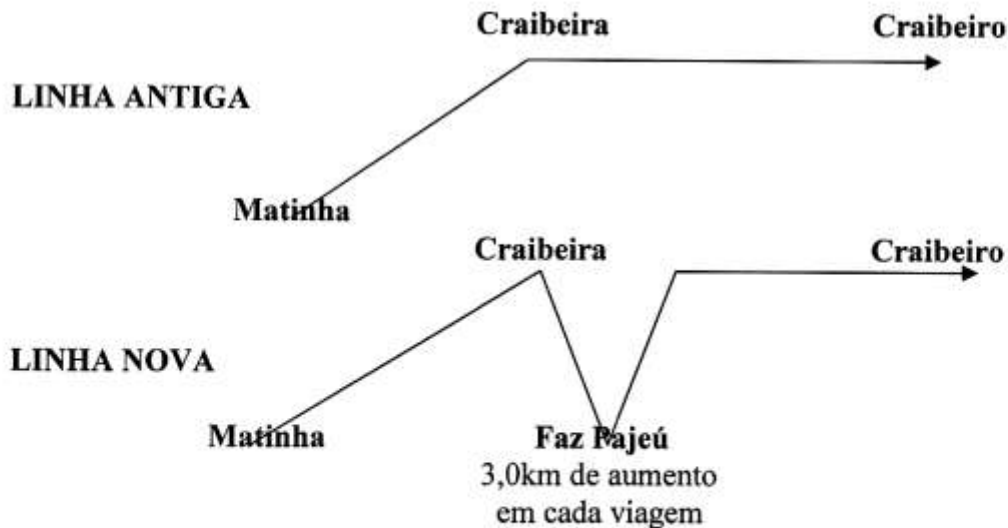 Craibeira Craibeiro
LINHA ANTIGA
Matinha
Craibeira Craibeiro
LINHA NOVA
Matinha Faz Pajeú
3,0km de aumento
em cada viagem